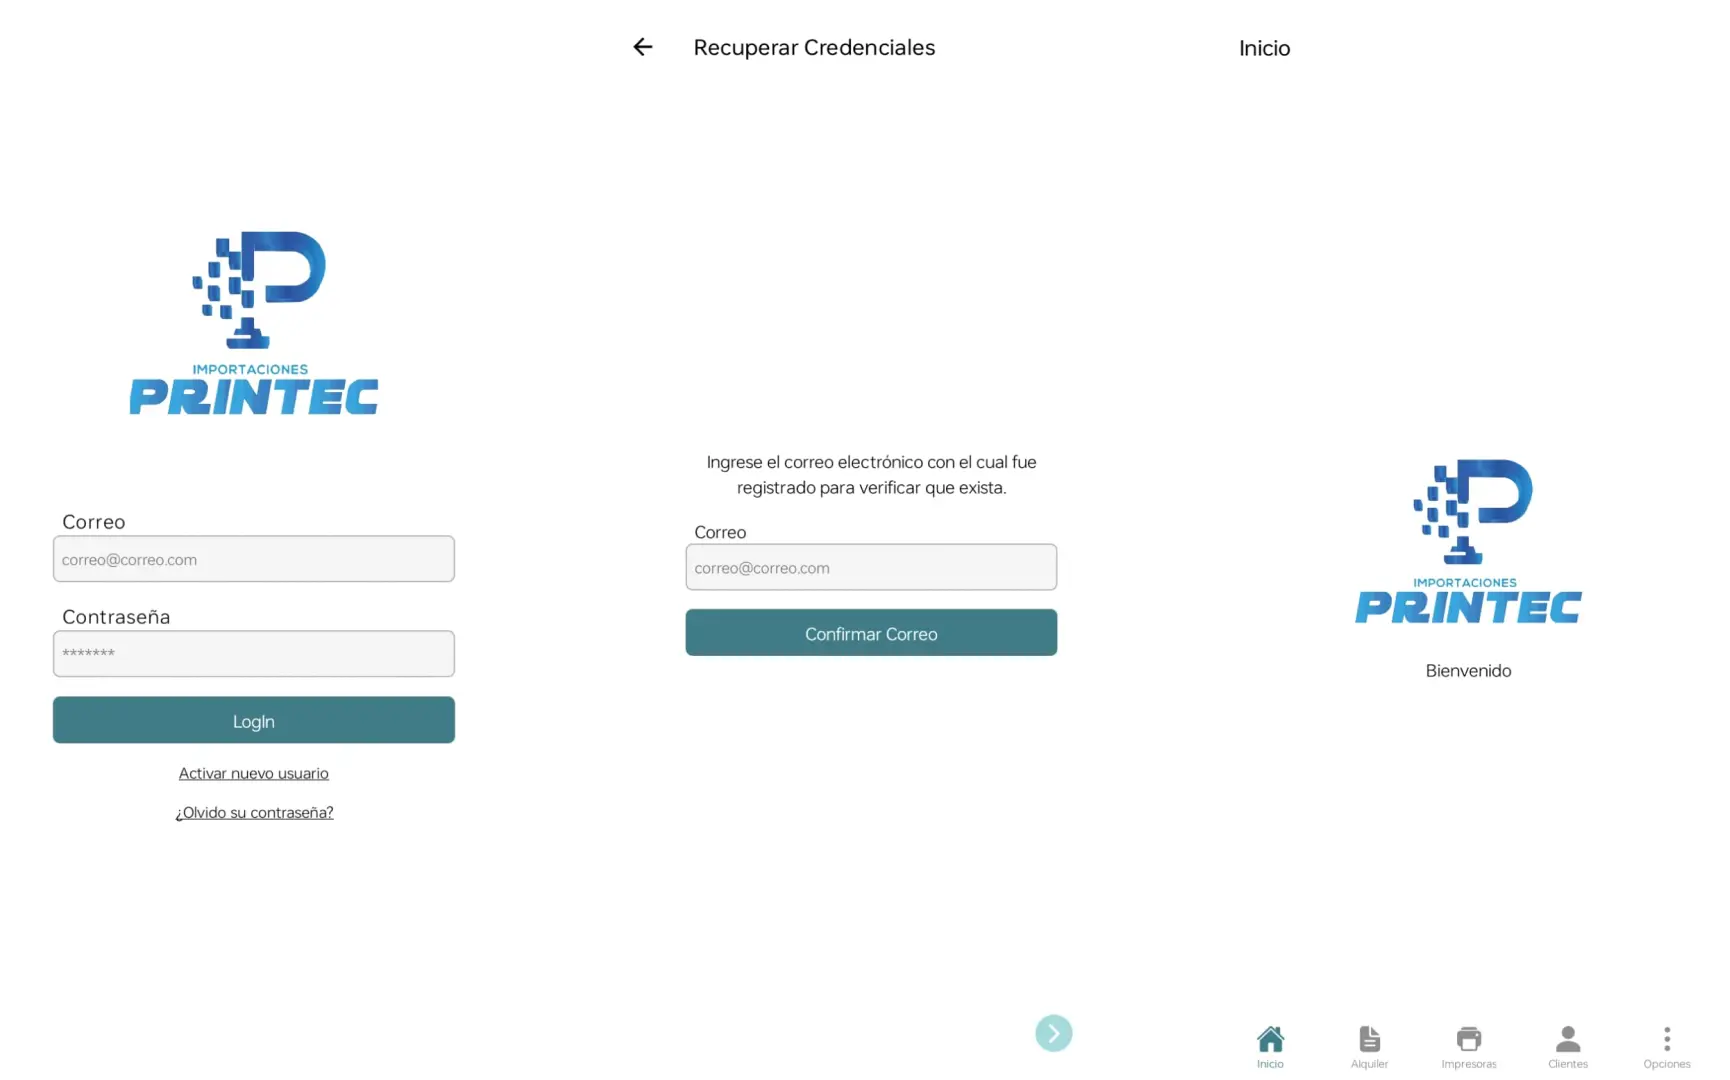 IMPORTACIONES
PRINTEC
Correo
correo@correo.com
Contraseña
*******
LogIn
Activar nuevo usuario
¿Olvido su contraseña?
Recuperar Credenciales
Ingrese el correo electrónico con el cual fue
registrado para verificar que exista.
Correo
correo@correo.com
Confirmar Correo
Inicio
IMPORTACIONES
PRINTEC
Bienvenido
Inicio
Alquiler
Impresoras
Clientes
Opciones